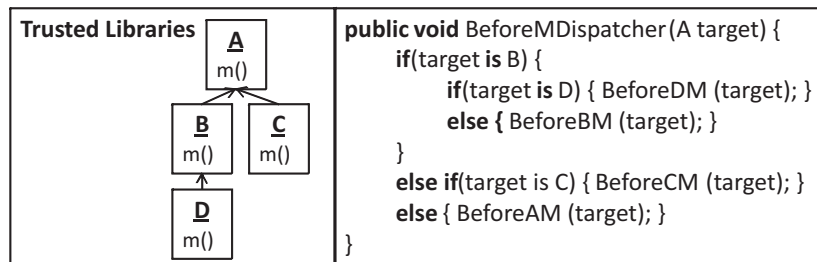 Trusted Libraries
A
m()
B
m()
C
m()
D
m()
public void BeforeMDispatcher(A target) {
if(target is B) {
if(target is D) { BeforeDM (target); }
else { BeforeBM (target); }
}
else if(target is C) { BeforeCM (target); }
else { BeforeAM (target); }
}